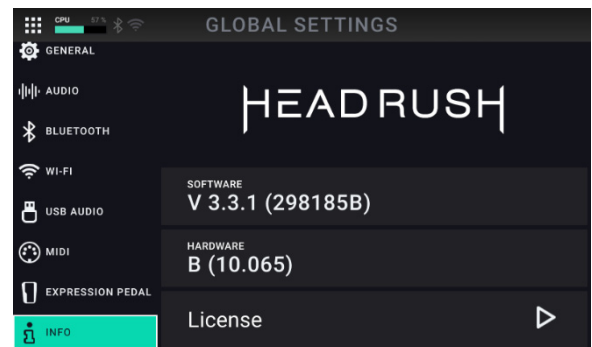 CPU 57% GLOBAL SETTINGS
GENERAL
AUDIO
BLUETOOTH
WI-FI
USB AUDIO
MIDI
EXPRESSION PEDAL
INFO
HEADRUSH
SOFTWARE
V 3.3.1 (298185B)
HARDWARE
B (10.065)
License